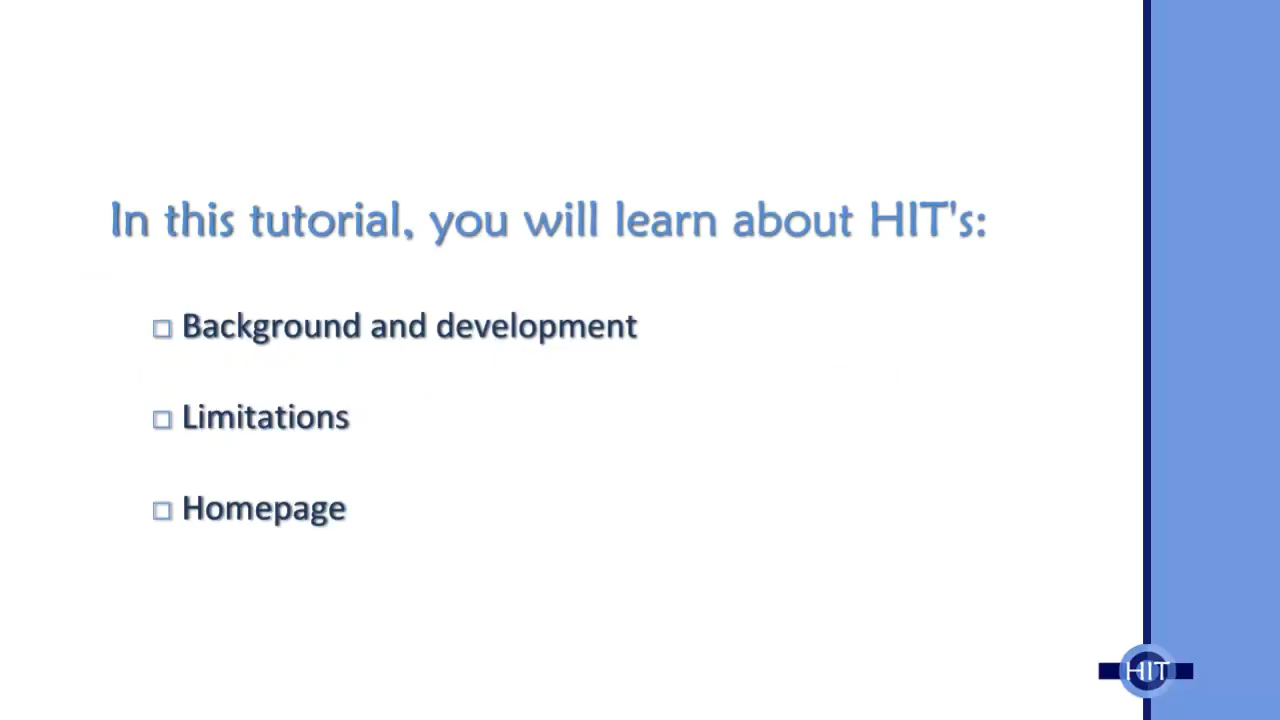 In this tutorial, you will learn about HIT's:
Background and development
Limitations
Homepage
HIT